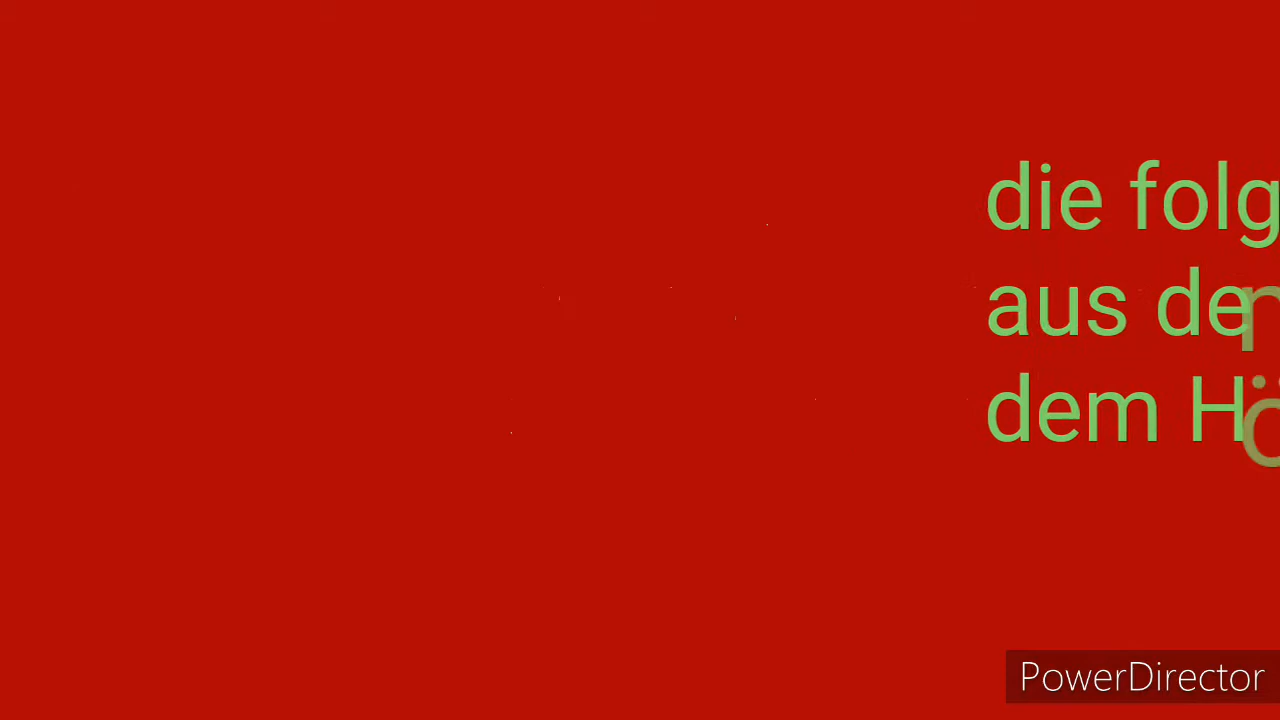 die folg
aus de
dem H
PowerDirector